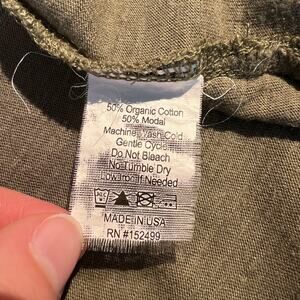 50% Organic Cotton
50% Modal
Machine Wash Cold
Gentle Cycle
Do Not Bleach
No Tumble Dry
Low Iron if Needed
MADE IN USA
RN #152499